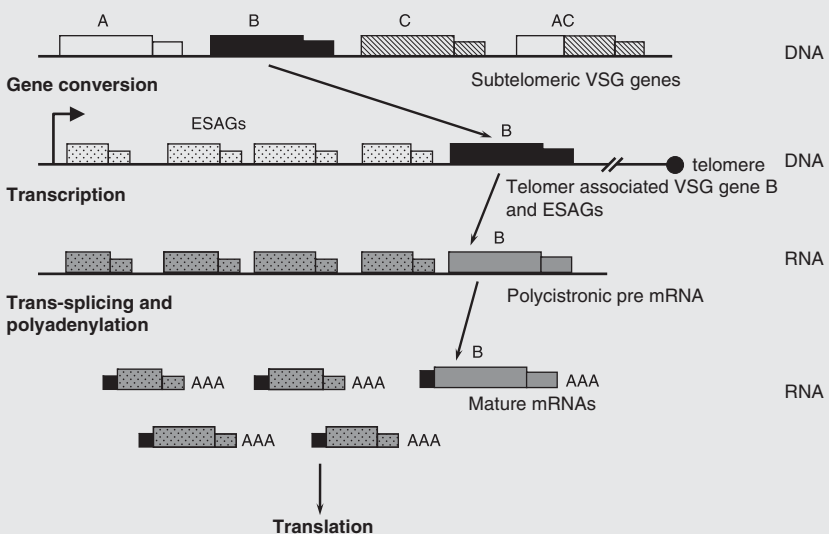 A B C AC
DNA
Subtelomeric VSG genes
Gene conversion
ESAGs
B
telomere
DNA
Telomer associated VSG gene B
and ESAGs
Transcription
B
RNA
Polycistronic pre mRNA
Trans-splicing and
polyadenylation
B
AAA AAA AAA
RNA
Mature mRNAs
AAA AAA
Translation